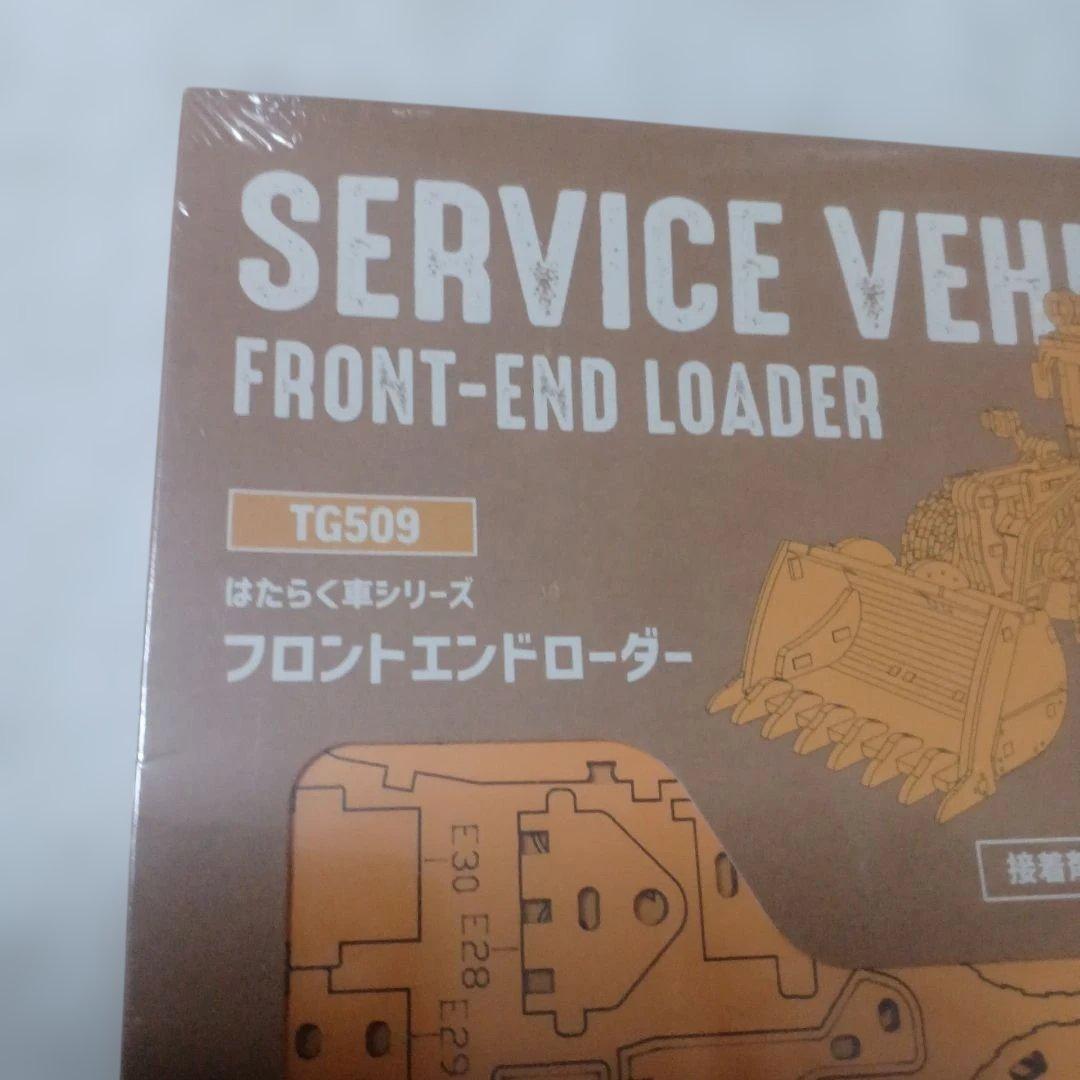 SERVICE VEH
FRONT-END LOADER
TG509
はたらく車シリーズ
フロントエンドローダー
接着剤
E30
E28
E29